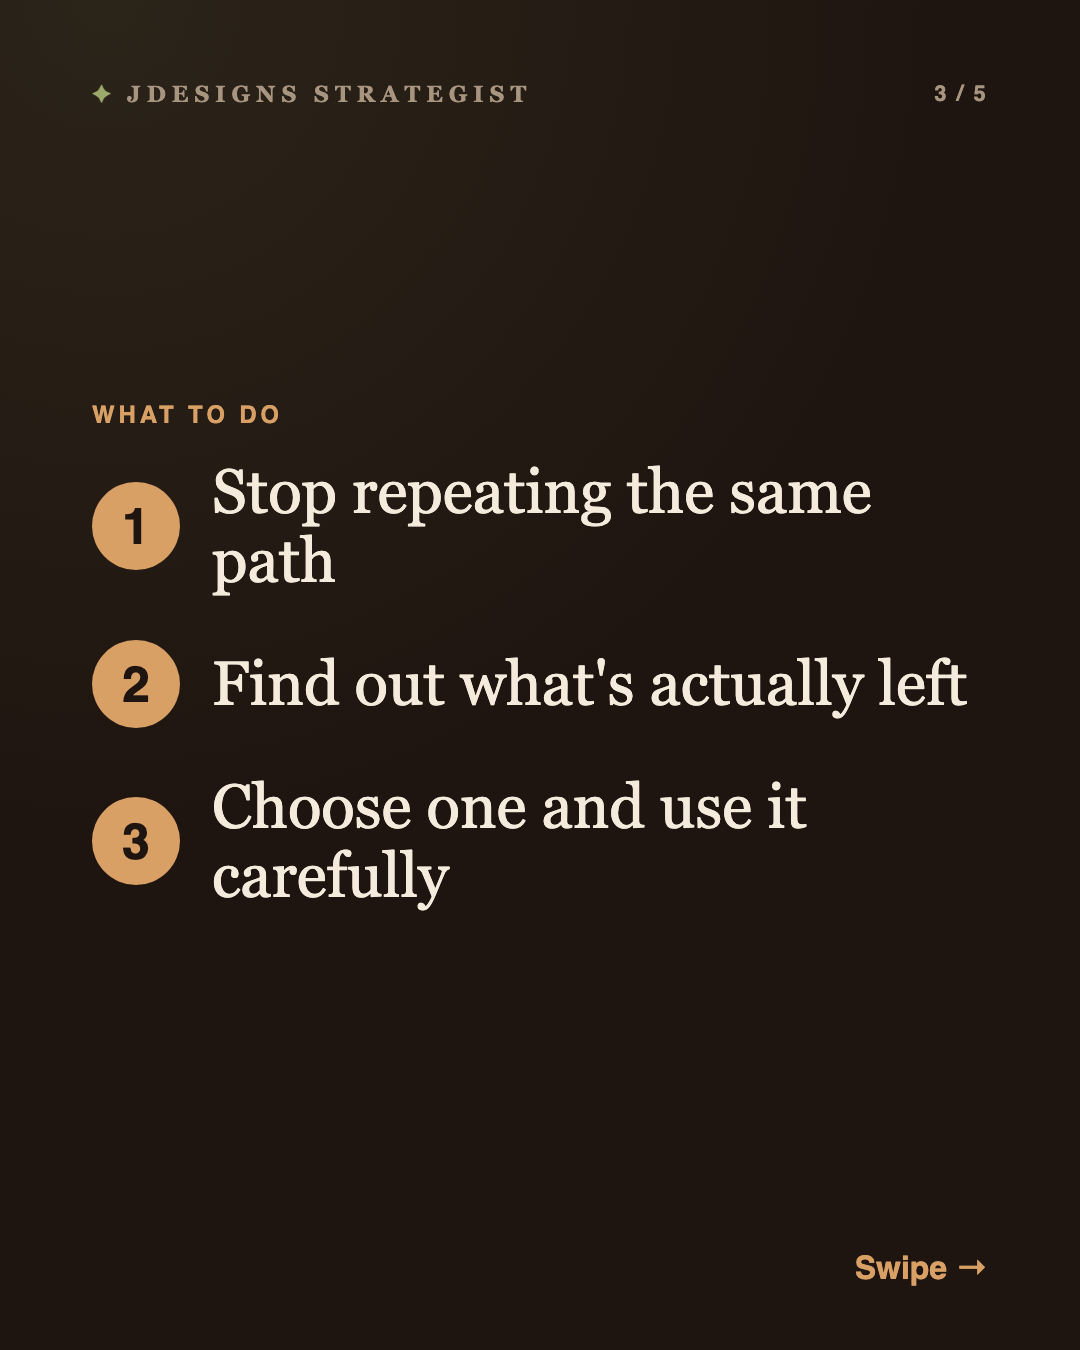 ✦ JDESIGNS STRATEGIST
3 / 5
WHAT TO DO
1
Stop repeating the same
path
2
Find out what's actually left
3
Choose one and use it
carefully
Swipe →